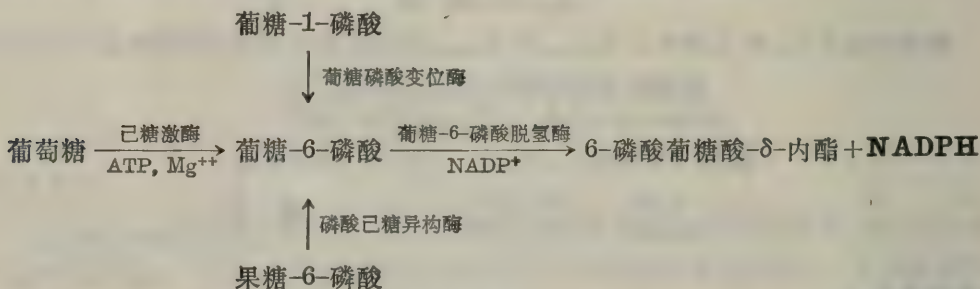 葡糖-1-磷酸
葡糖磷酸变位酶
葡萄糖 己糖激酶 ATP, Mg⁺⁺ 葡糖-6-磷酸 葡糖-6-磷酸脱氢酶 NADP⁺ 6-磷酸葡糖酸-δ-内酯+NADPH
磷酸己糖异构酶
果糖-6-磷酸